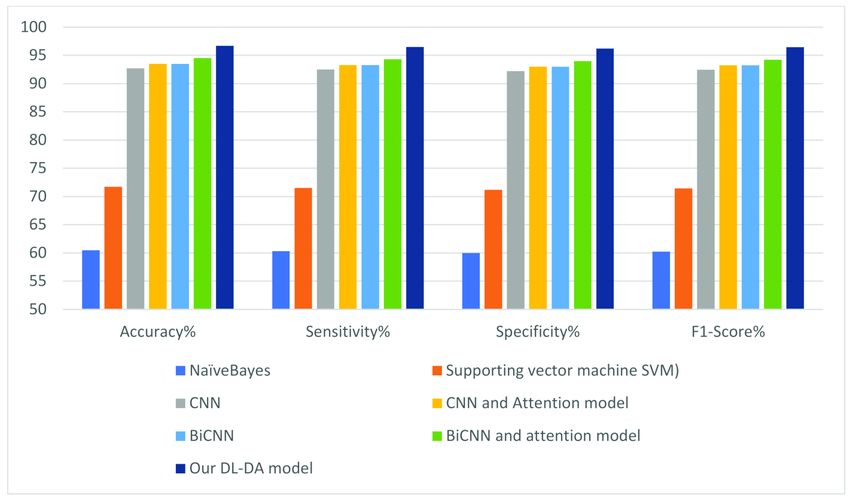 100
95
90
85
80
75
70
65
60
55
50
Accuracy% Sensitivity% Specificity% F1-Score%
NaïveBayes Supporting vector machine SVM)
CNN CNN and Attention model
BiCNN BiCNN and attention model
Our DL-DA model